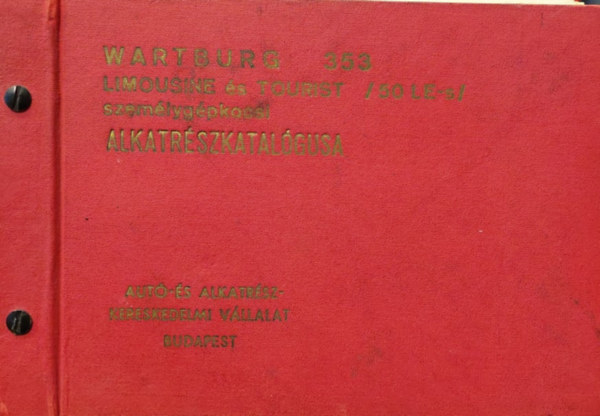 WARTBURG 353
LIMOUSINE és TOURIST /50 LE-s/
személygépkocsi
ALKATRÉSZKATALÓGUSA
AUTÓ-ÉS ALKATRÉSZ-
KERESKEDELMI VÁLLALAT
BUDAPEST